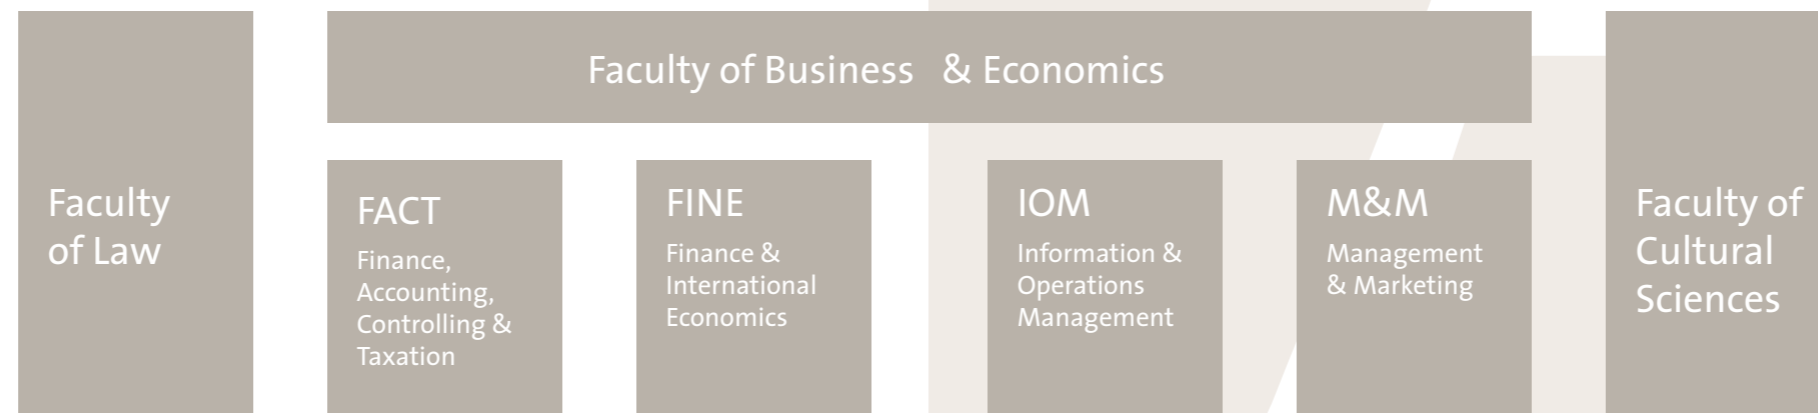 Faculty of Business & Economics
Faculty
of Law
FACT
Finance,
Accounting,
Controlling &
Taxation
FINE
Finance &
International
Economics
IOM
Information &
Operations
Management
M&M
Management
& Marketing
Faculty of
Cultural
Sciences